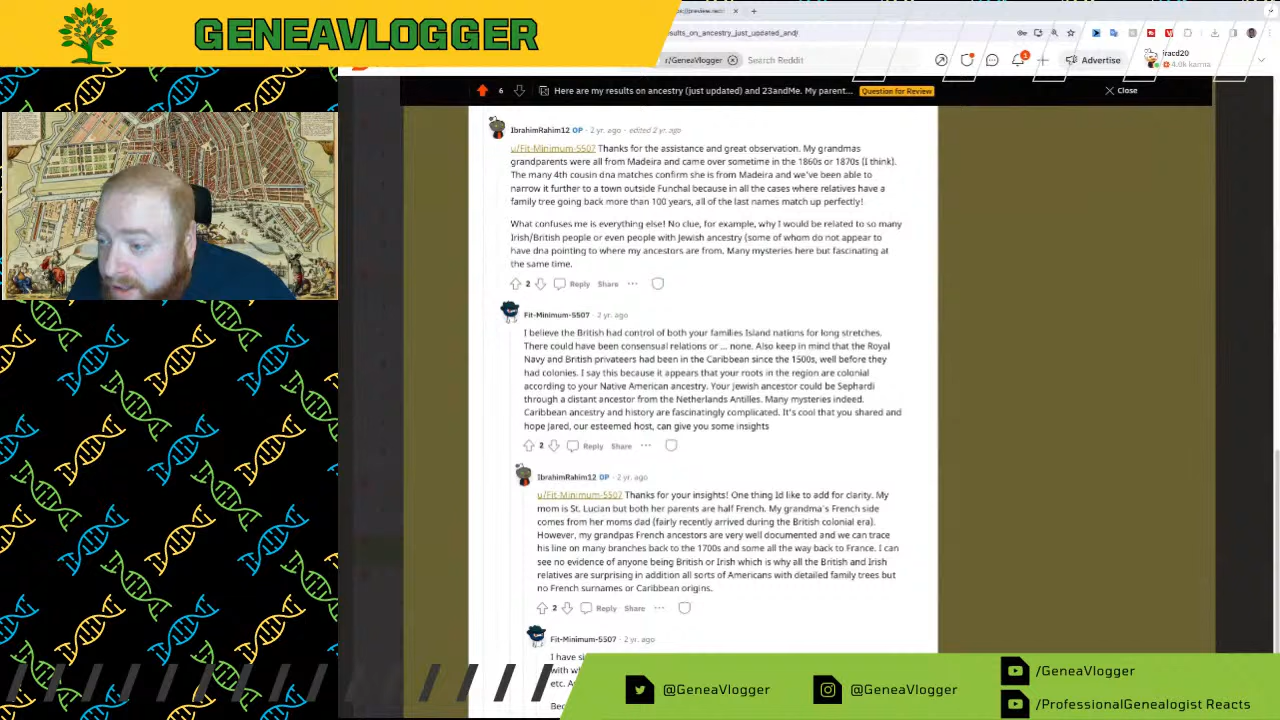 GENEAVLOGGER
esults_on_ancestry_just_updated_and/
r/GeneaVlogger
Search Reddit
1
Advertise
jracd20
4.0k karma
6
Here are my results on ancestry (just updated) and 23andMe. My parent...
Question for Review
Close
IbrahimRahim12 OP · 2 yr. ago · edited 2 yr. ago
u/Fit-Minimum-5507 Thanks for the assistance and great observation. My grandmas
grandparents were all from Madeira and came over sometime in the 1860s or 1870s (I think).
The many 4th cousin dna matches confirm she is from Madeira and we've been able to
narrow it further to a town outside Funchal because in all the cases where relatives have a
family tree going back more than 100 years, all of the last names match up perfectly!
What confuses me is everything else! No clue, for example, why I would be related to so many
Irish/British people or even people with Jewish ancestry (some of whom do not appear to
have dna pointing to where my ancestors are from. Many mysteries here but fascinating at
the same time.
2 Reply Share ···
Fit-Minimum-5507 · 2 yr. ago
I believe the British had control of both your families Island nations for long stretches.
There could have been consensual relations or ... none. Also keep in mind that the Royal
Navy and British privateers had been in the Caribbean since the 1500s, well before they
had colonies. I say this because it appears that your roots in the region are colonial
according to your Native American ancestry. Your Jewish ancestor could be Sephardi
through a distant ancestor from the Netherlands Antilles. Many mysteries indeed.
Caribbean ancestry and history are fascinatingly complicated. It's cool that you shared and
hope Jared, our esteemed host, can give you some insights
2 Reply Share ···
IbrahimRahim12 OP · 2 yr. ago
u/Fit-Minimum-5507 Thanks for your insights! One thing Id like to add for clarity. My
mom is St. Lucian but both her parents are half French. My grandma's French side
comes from her moms dad (fairly recently arrived during the British colonial era).
However, my grandpas French ancestors are very well documented and we can trace
his line on many branches back to the 1700s and some all the way back to France. I can
see no evidence of anyone being British or Irish which is why all the British and Irish
relatives are surprising in addition all sorts of Americans with detailed family trees but
no French surnames or Caribbean origins.
2 Reply Share ···
Fit-Minimum-5507 · 2 yr. ago
I have si
with w
etc. A
Bec
@GeneaVlogger
@GeneaVlogger
/GeneaVlogger
/ProfessionalGenealogist Reacts